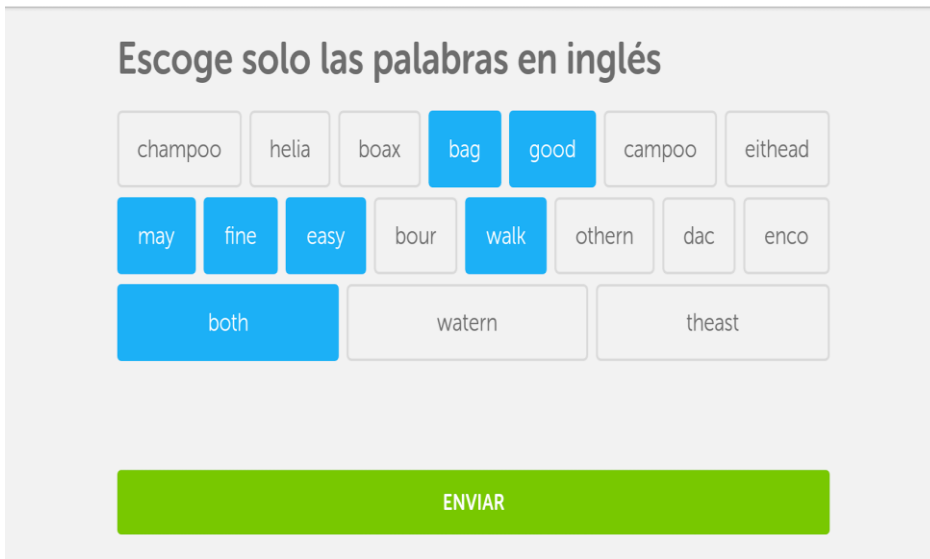 Escoge solo las palabras en inglés
champoo helia boax bag good campoo eithead
may fine easy bour walk othern dac enco
both watern theast
ENVIAR